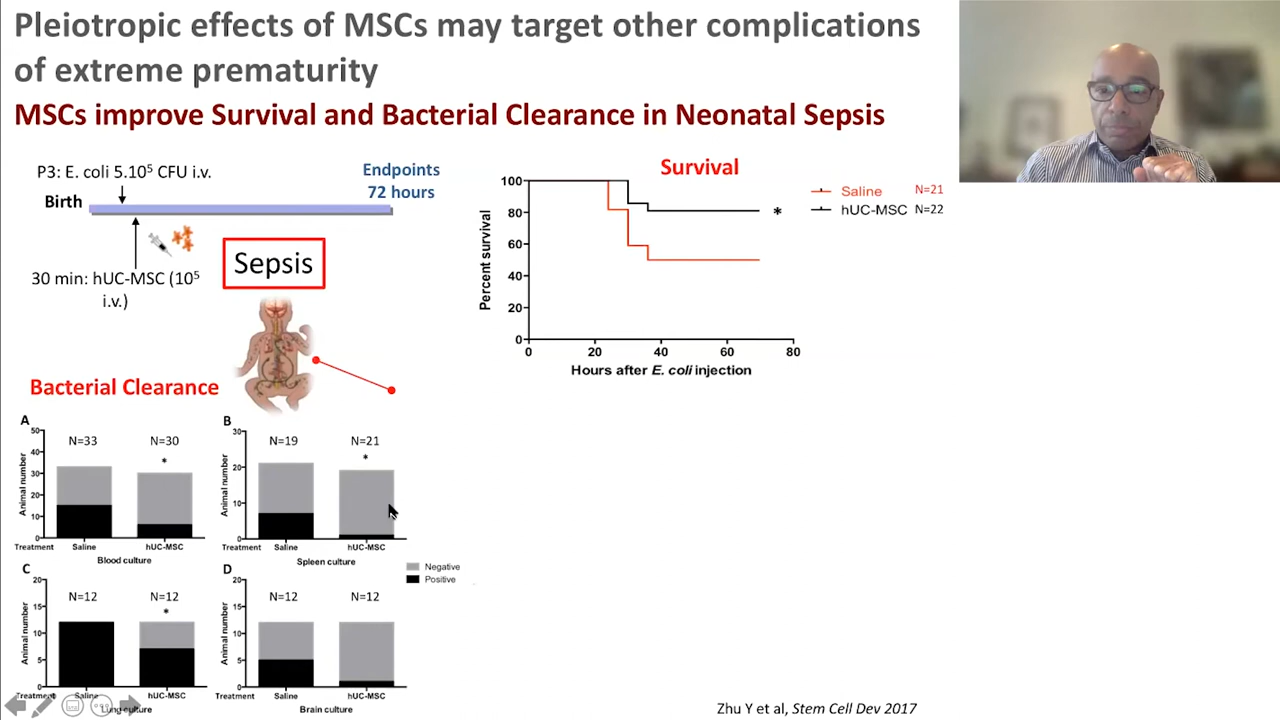 Pleiotropic effects of MSCs may target other complications
of extreme prematurity
MSCs improve Survival and Bacterial Clearance in Neonatal Sepsis
P3: E. coli 5.10⁵ CFU i.v.
Birth
Endpoints
72 hours
30 min: hUC-MSC (10⁵
i.v.)
Sepsis
Survival
Percent survival
100
80
60
40
20
0
0 20 40 60 80
Hours after E. coli injection
*
Saline N=21
hUC-MSC N=22
Bacterial Clearance
A
Animal number
50
40
30
20
10
0
N=33 N=30
*
Treatment Saline hUC-MSC
Blood culture
B
Animal number
30
20
10
0
N=19 N=21
*
Treatment Saline hUC-MSC
Spleen culture
Negative
Positive
C
Animal number
20
15
10
5
0
N=12 N=12
*
Treatment Saline hUC-MSC
Lung culture
D
Animal number
20
15
10
5
0
N=12 N=12
Treatment Saline hUC-MSC
Brain culture
Zhu Y et al, Stem Cell Dev 2017